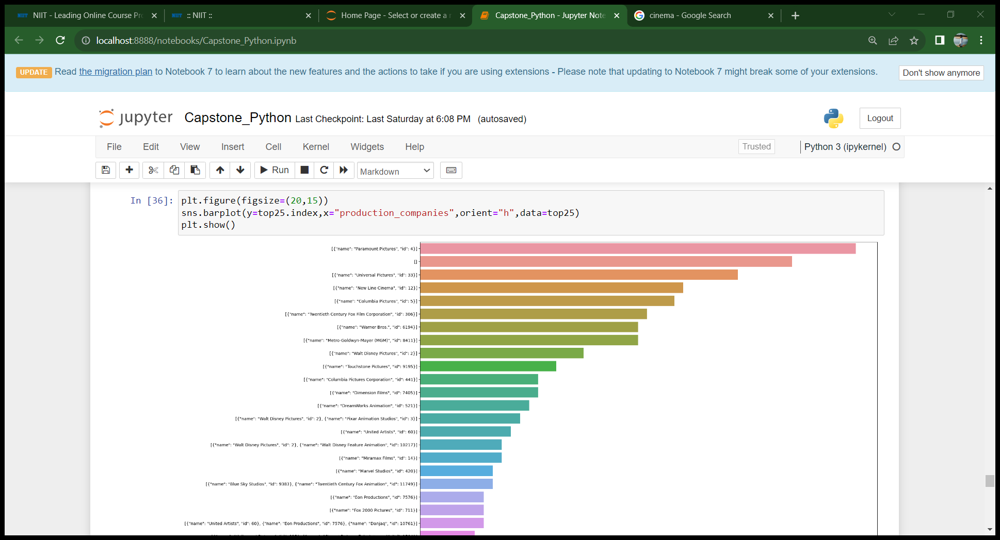 NIIT NIIT - Leading Online Course Pr
NIIT :: NIIT ::
Home Page - Select or create a n
Capstone_Python - Jupyter Note
cinema - Google Search
localhost:8888/notebooks/Capstone_Python.ipynb
UPDATE Read the migration plan to Notebook 7 to learn about the new features and the actions to take if you are using extensions - Please note that updating to Notebook 7 might break some of your extensions.
Don't show anymore
jupyter Capstone_Python Last Checkpoint: Last Saturday at 6:08 PM (autosaved)
Logout
File Edit View Insert Cell Kernel Widgets Help
Trusted Python 3 (ipykernel)
Run Markdown
In [36]: plt.figure(figsize=(20,15))
sns.barplot(y=top25.index,x="production_companies",orient="h",data=top25)
plt.show()
[{"name": "Paramount Pictures", "id": 4}]
[]
[{"name": "Universal Pictures", "id": 33}]
[{"name": "New Line Cinema", "id": 12}]
[{"name": "Columbia Pictures", "id": 5}]
[{"name": "Twentieth Century Fox Film Corporation", "id": 306}]
[{"name": "Warner Bros.", "id": 6194}]
[{"name": "Metro-Goldwyn-Mayer (MGM)", "id": 8411}]
[{"name": "Walt Disney Pictures", "id": 2}]
[{"name": "Touchstone Pictures", "id": 9195}]
[{"name": "Columbia Pictures Corporation", "id": 441}]
[{"name": "Dimension Films", "id": 7405}]
[{"name": "DreamWorks Animation", "id": 521}]
[{"name": "Walt Disney Pictures", "id": 2}, {"name": "Pixar Animation Studios", "id": 3}]
[{"name": "United Artists", "id": 60}]
[{"name": "Walt Disney Pictures", "id": 2}, {"name": "Walt Disney Feature Animation", "id": 10217}]
[{"name": "Miramax Films", "id": 14}]
[{"name": "Marvel Studios", "id": 420}]
[{"name": "Blue Sky Studios", "id": 9383}, {"name": "Twentieth Century Fox Animation", "id": 11749}]
[{"name": "Eon Productions", "id": 7576}]
[{"name": "Fox 2000 Pictures", "id": 711}]
[{"name": "United Artists", "id": 60}, {"name": "Eon Productions", "id": 7576}, {"name": "Danjaq", "id": 10761}]